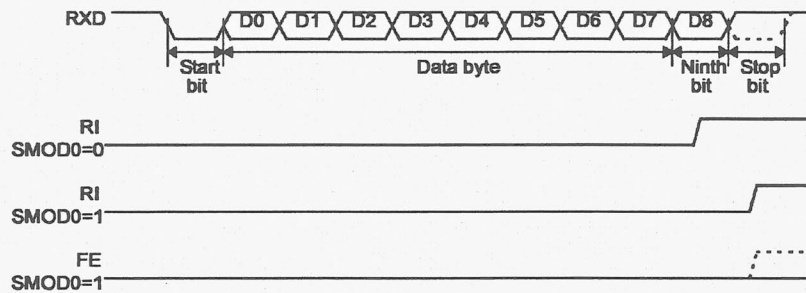 RXD D0 D1 D2 D3 D4 D5 D6 D7 D8
Start bit Data byte Ninth bit Stop bit
RI
SMOD0=0
RI
SMOD0=1
FE
SMOD0=1